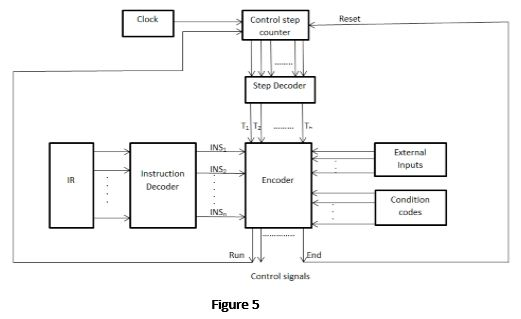 Clock
Control step
counter
Reset
.........
Step Decoder
T1 T2 ......... Tn
IR
Instruction
Decoder
INS1
INS2
INSn
Encoder
External
Inputs
Condition
codes
Run
..............
End
Control signals
Figure 5